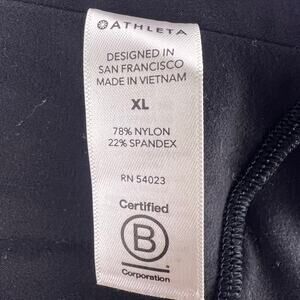 ATHLETA
DESIGNED IN
SAN FRANCISCO
MADE IN VIETNAM
XL
78% NYLON
22% SPANDEX
RN 54023
Certified
B
Corporation